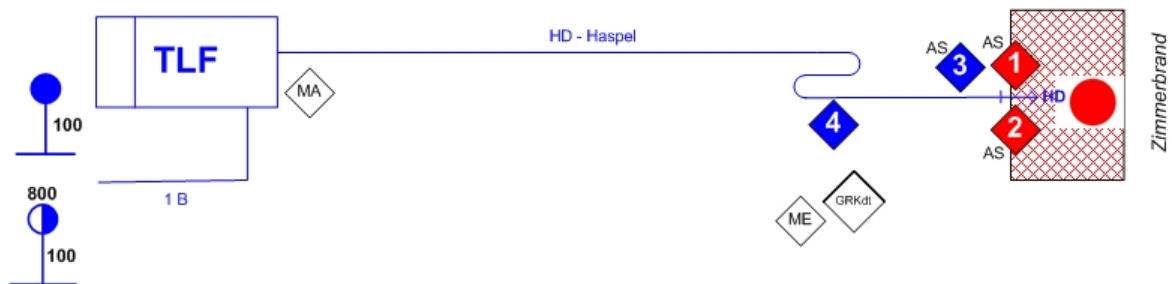 HD - Haspel
TLF
MA
100
1 B
800
100
AS
3
AS
1
HD
4
2
AS
ME
GRKdt
Zimmerbrand